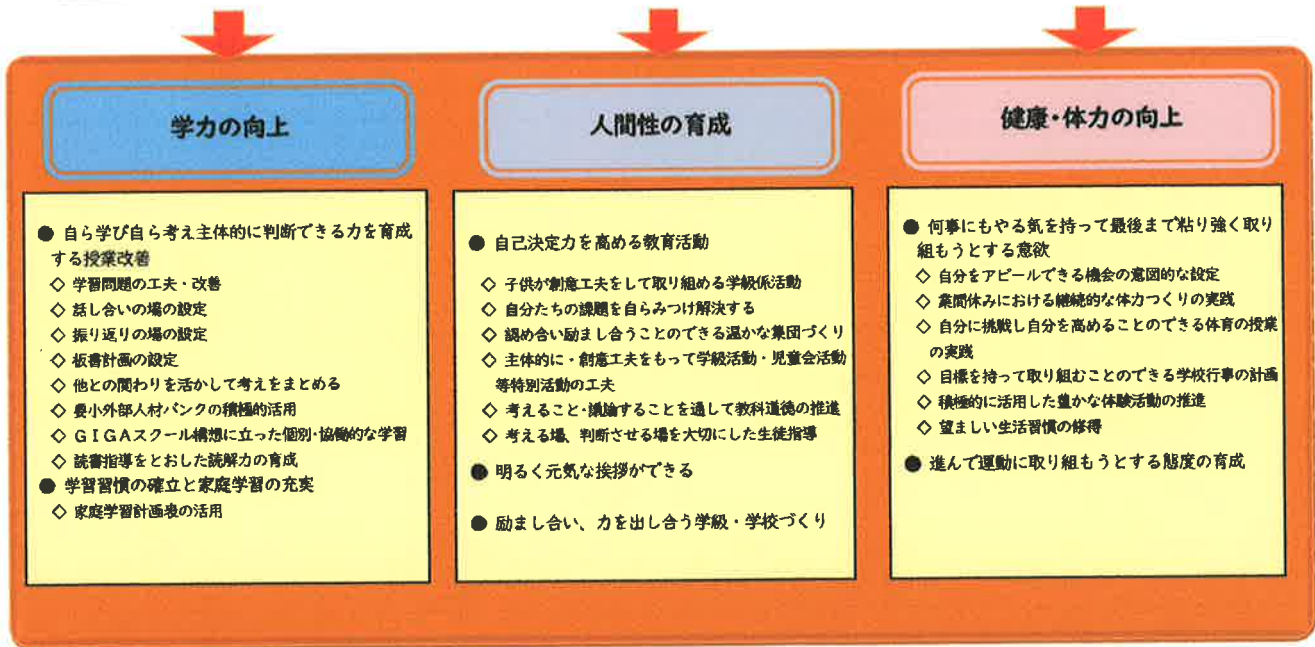 学力の向上
● 自ら学び自ら考え主体的に判断できる力を育成
する授業改善
◇ 学習問題の工夫・改善
◇ 話し合いの場の設定
◇ 振り返りの場の設定
◇ 板書計画の設定
◇ 他との関わりを活かして考えをまとめる
◇ 要小外部人材バンクの積極的活用
◇ GIGAスクール構想に立った個別・協働的な学習
◇ 読書指導をとおした読解力の育成
● 学習習慣の確立と家庭学習の充実
◇ 家庭学習計画表の活用
人間性の育成
● 自己決定力を高める教育活動
◇ 子供が創意工夫をして取り組める学級係活動
◇ 自分たちの課題を自らみつけ解決する
◇ 認め合い励まし合うことのできる温かな集団づくり
◇ 主体的に・創意工夫をもって学級活動・児童会活動
等特別活動の工夫
◇ 考えること・議論することを通して教科道徳の推進
◇ 考える場、判断させる場を大切にした生徒指導
● 明るく元気な挨拶ができる
● 励まし合い、力を出し合う学級・学校づくり
健康・体力の向上
● 何事にもやる気を持って最後まで粘り強く取り
組もうとする意欲
◇ 自分をアピールできる機会の意図的な設定
◇ 業間休みにおける継続的な体力つくりの実践
◇ 自分に挑戦し自分を高めることのできる体育の授業
の実践
◇ 目標を持って取り組むことのできる学校行事の計画
◇ 積極的に活用した豊かな体験活動の推進
◇ 望ましい生活習慣の修得
● 進んで運動に取り組もうとする態度の育成